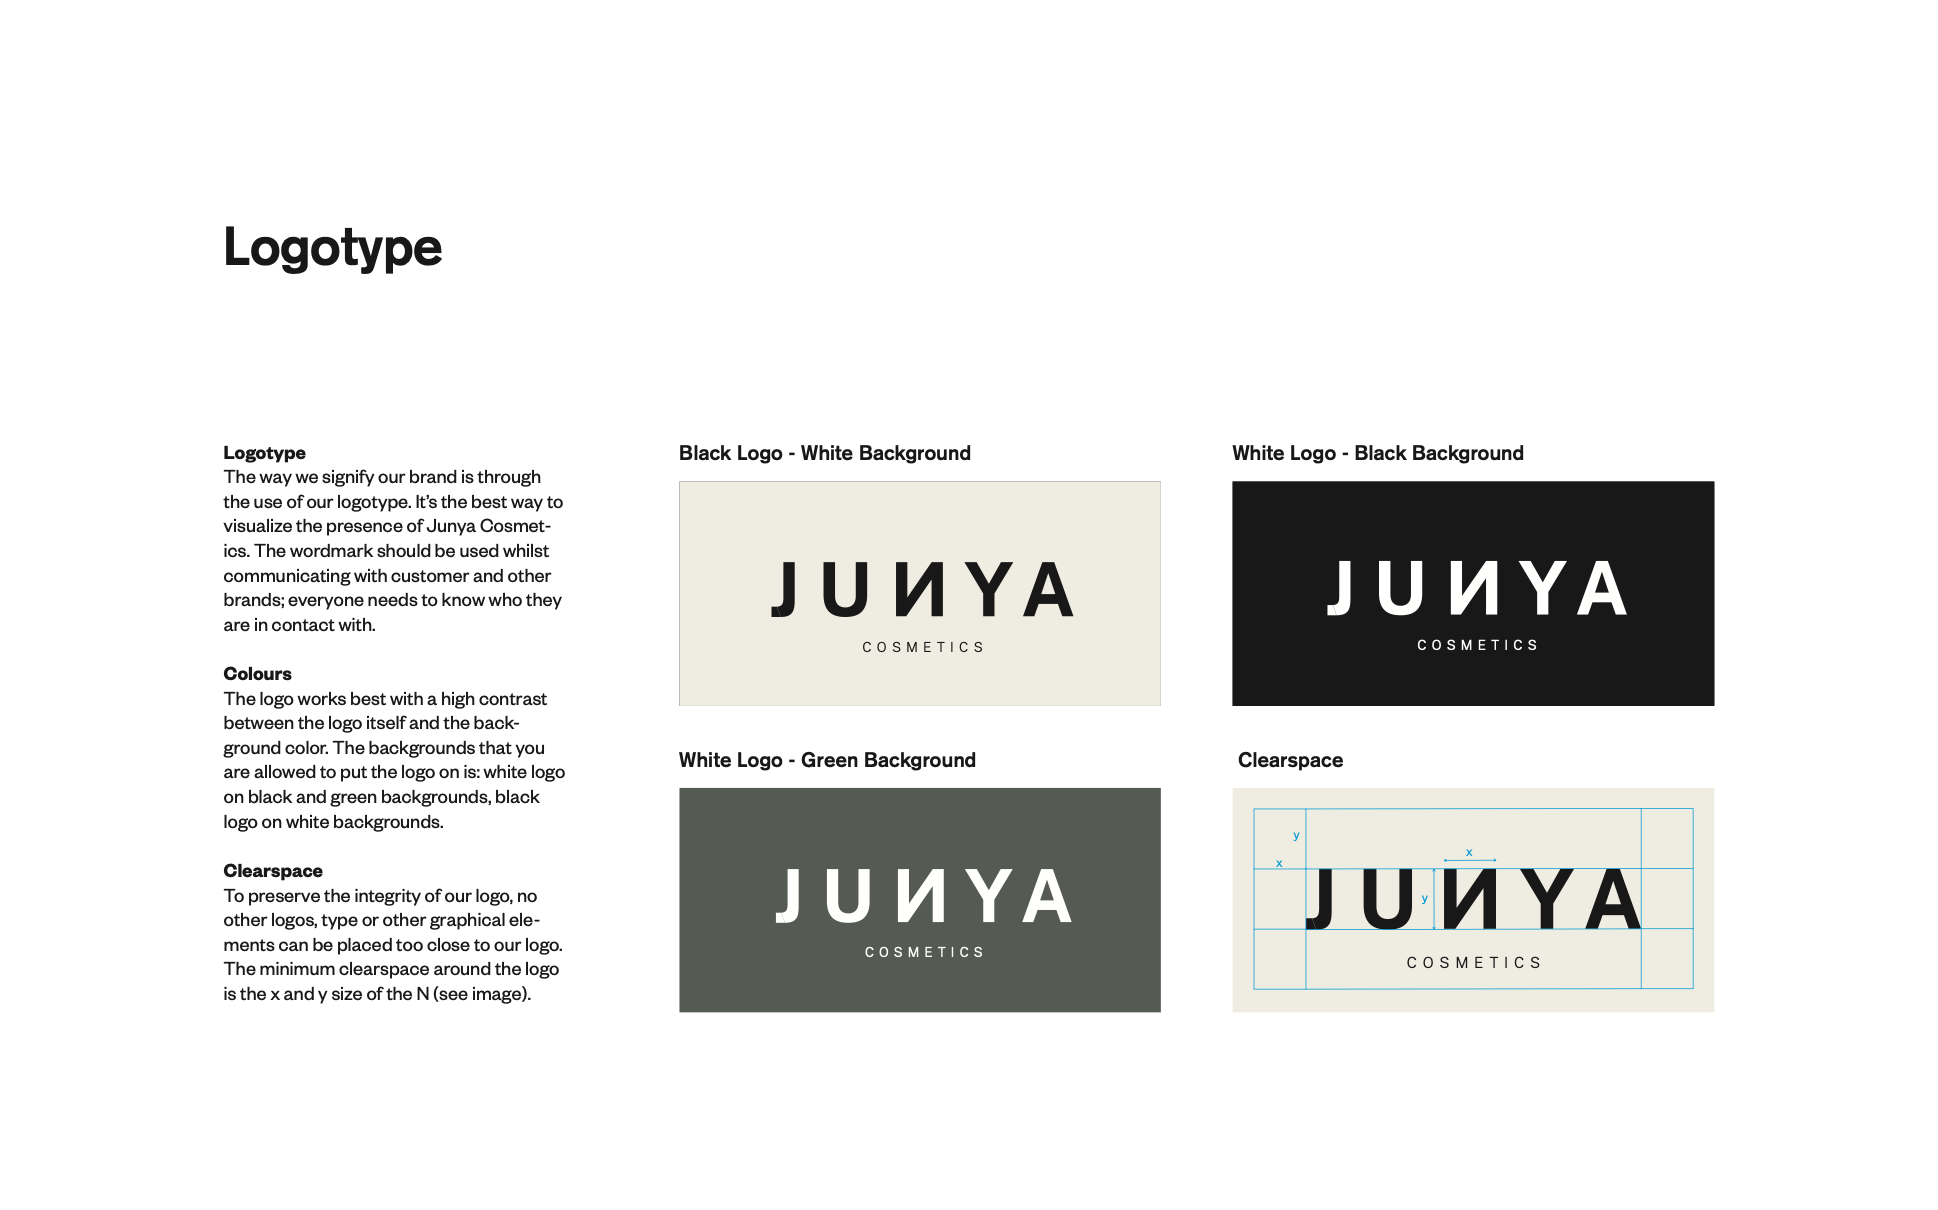 Logotype
Logotype
The way we signify our brand is through
the use of our logotype. It’s the best way to
visualize the presence of Junya Cosmet-
ics. The wordmark should be used whilst
communicating with customer and other
brands; everyone needs to know who they
are in contact with.
Colours
The logo works best with a high contrast
between the logo itself and the back-
ground color. The backgrounds that you
are allowed to put the logo on is: white logo
on black and green backgrounds, black
logo on white backgrounds.
Clearspace
To preserve the integrity of our logo, no
other logos, type or other graphical ele-
ments can be placed too close to our logo.
The minimum clearspace around the logo
is the x and y size of the N (see image).
Black Logo - White Background
JUИYA
COSMETICS
White Logo - Black Background
JUИYA
COSMETICS
White Logo - Green Background
JUИYA
COSMETICS
Clearspace
y
x
x
y
JUИYA
COSMETICS